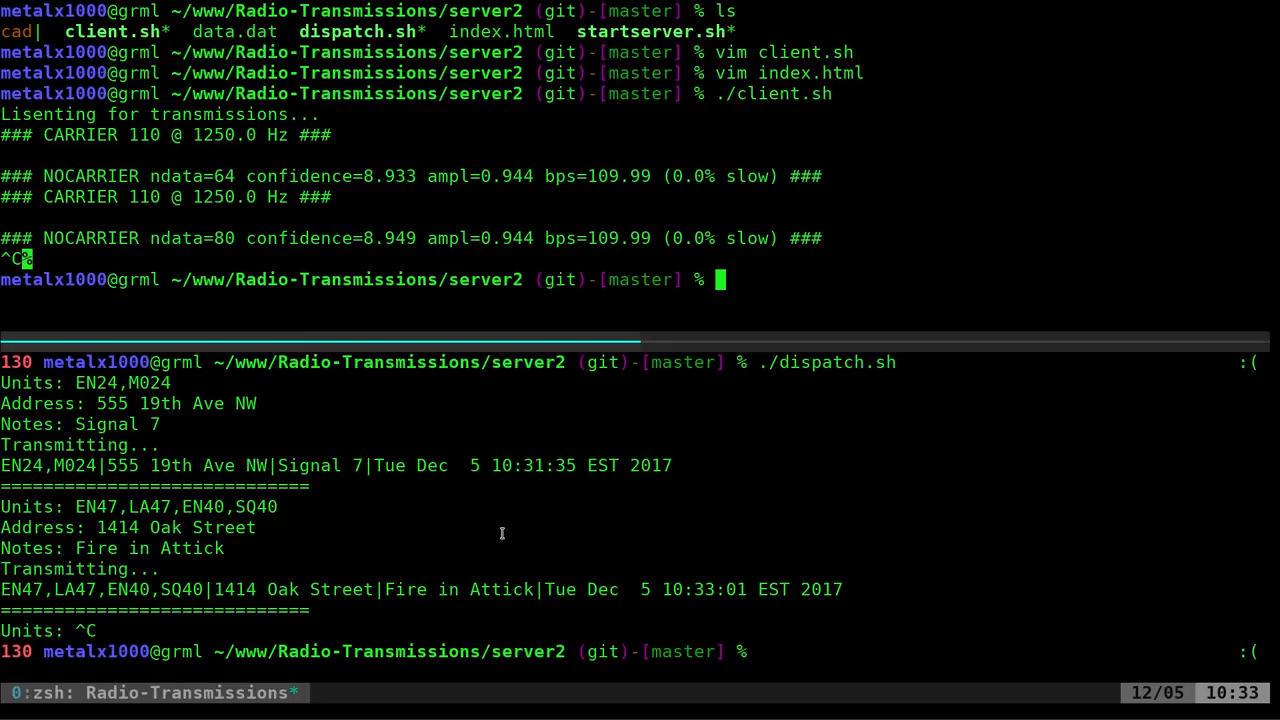 metalx1000@grml ~/www/Radio-Transmissions/server2 (git)-[master] % ls
cad|  client.sh*  data.dat  dispatch.sh*  index.html  startserver.sh*
metalx1000@grml ~/www/Radio-Transmissions/server2 (git)-[master] % vim client.sh
metalx1000@grml ~/www/Radio-Transmissions/server2 (git)-[master] % vim index.html
metalx1000@grml ~/www/Radio-Transmissions/server2 (git)-[master] % ./client.sh
Lisenting for transmissions...
### CARRIER 110 @ 1250.0 Hz ###
### NOCARRIER ndata=64 confidence=8.933 ampl=0.944 bps=109.99 (0.0% slow) ###
### CARRIER 110 @ 1250.0 Hz ###
### NOCARRIER ndata=80 confidence=8.949 ampl=0.944 bps=109.99 (0.0% slow) ###
^C%
metalx1000@grml ~/www/Radio-Transmissions/server2 (git)-[master] %
130 metalx1000@grml ~/www/Radio-Transmissions/server2 (git)-[master] % ./dispatch.sh :(
Units: EN24,M024
Address: 555 19th Ave NW
Notes: Signal 7
Transmitting...
EN24,M024|555 19th Ave NW|Signal 7|Tue Dec  5 10:31:35 EST 2017
=============================
Units: EN47,LA47,EN40,SQ40
Address: 1414 Oak Street
Notes: Fire in Attick
Transmitting...
EN47,LA47,EN40,SQ40|1414 Oak Street|Fire in Attick|Tue Dec  5 10:33:01 EST 2017
=============================
Units: ^C
130 metalx1000@grml ~/www/Radio-Transmissions/server2 (git)-[master] % :(
0:zsh: Radio-Transmissions* 12/05 10:33